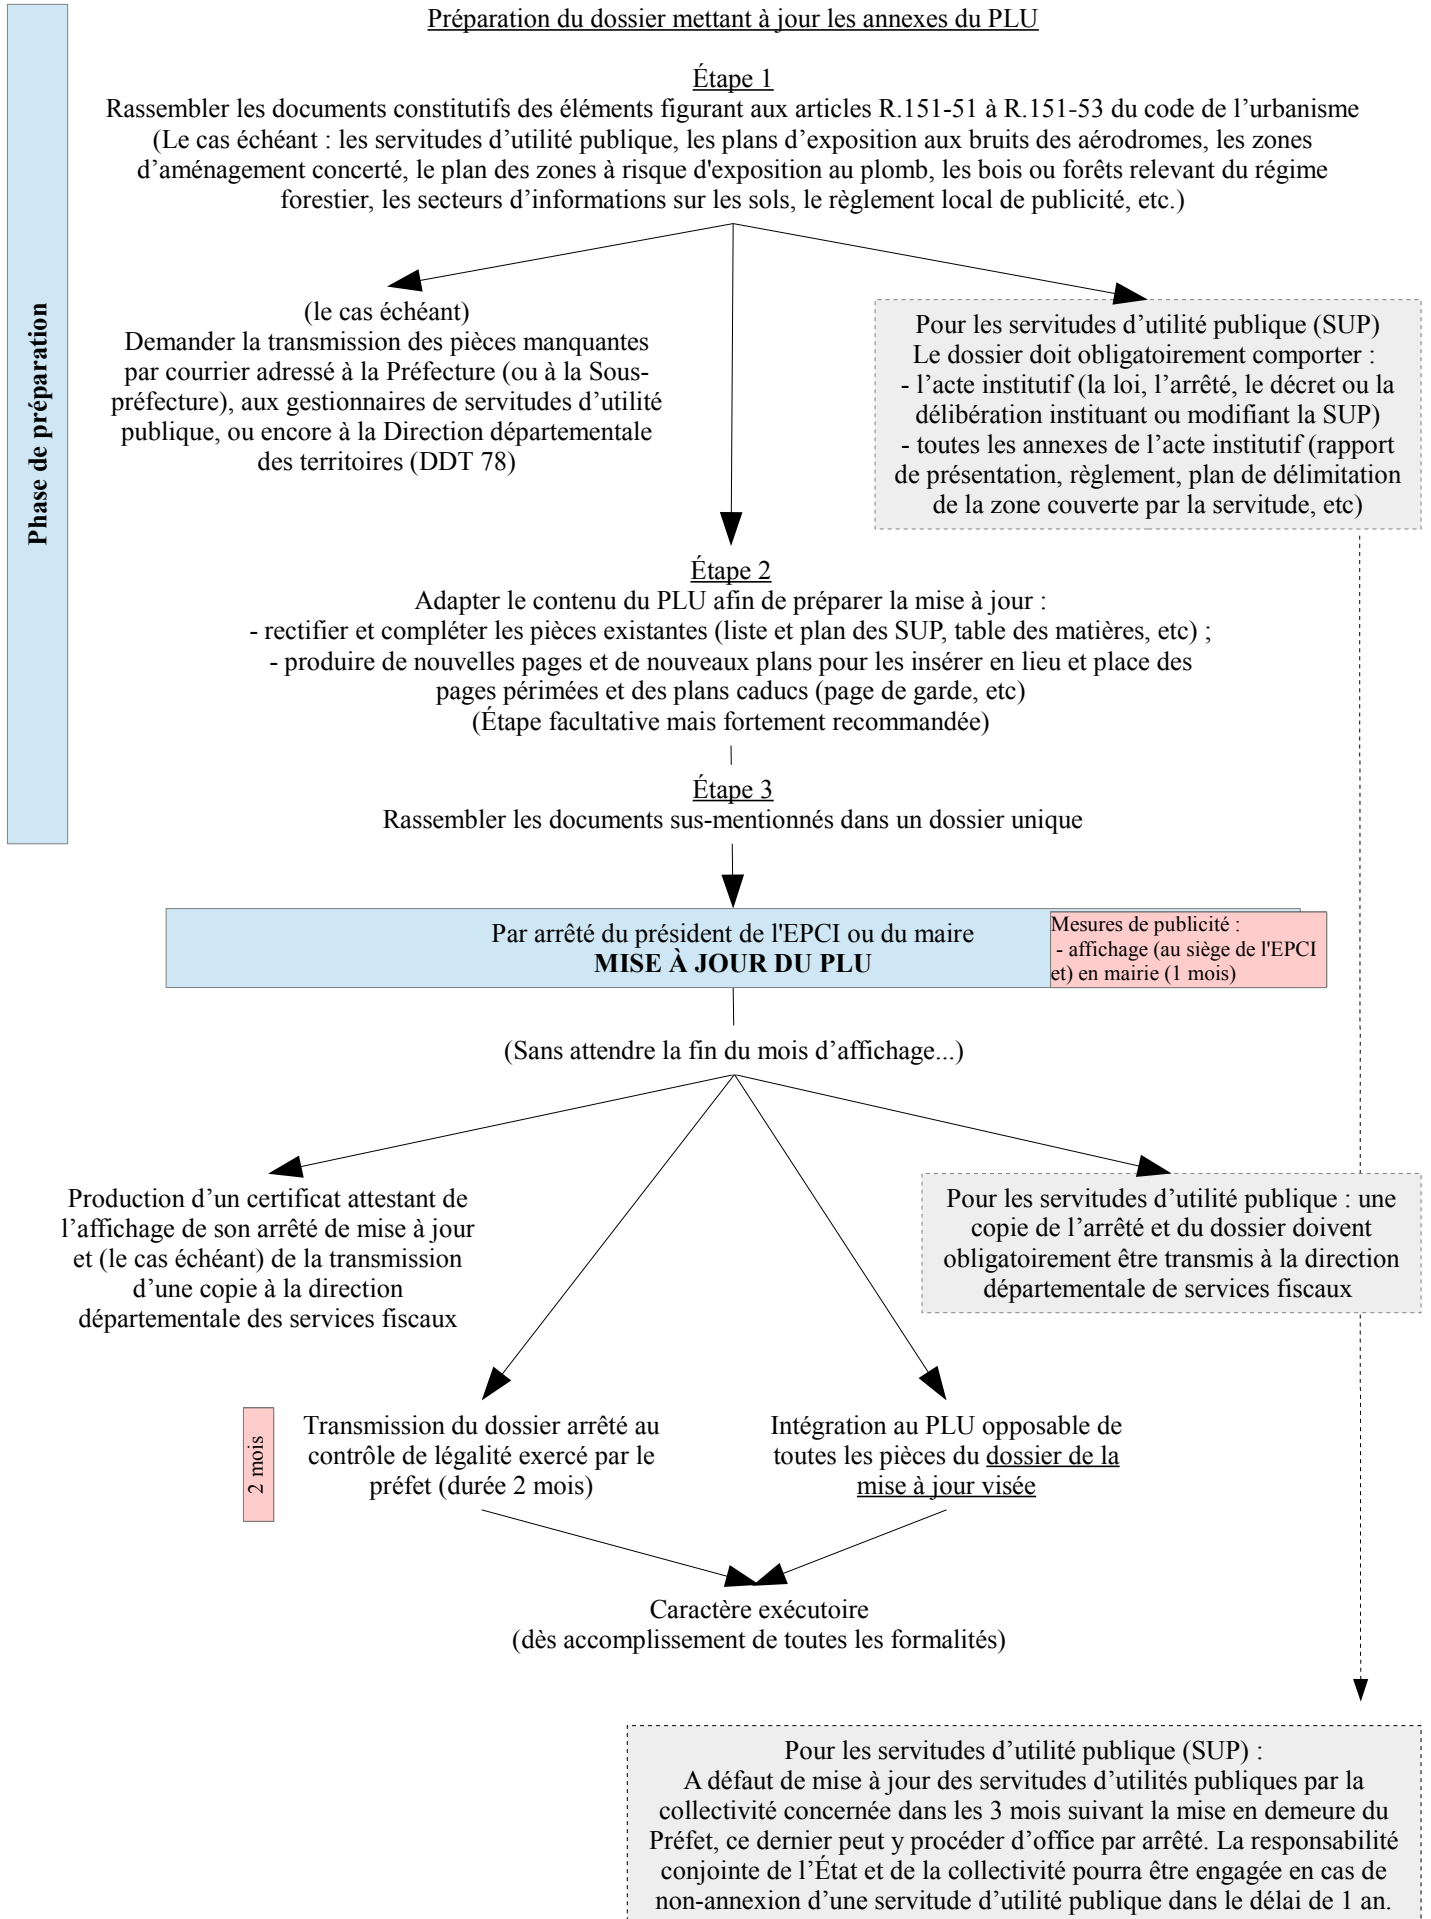 Préparation du dossier mettant à jour les annexes du PLU
Étape 1
Rassembler les documents constitutifs des éléments figurant aux articles R.151-51 à R.151-53 du code de l’urbanisme
(Le cas échéant : les servitudes d’utilité publique, les plans d’exposition aux bruits des aérodromes, les zones
d’aménagement concerté, le plan des zones à risque d'exposition au plomb, les bois ou forêts relevant du régime
forestier, les secteurs d’informations sur les sols, le règlement local de publicité, etc.)
Phase de préparation
(le cas échéant)
Demander la transmission des pièces manquantes
par courrier adressé à la Préfecture (ou à la Sous-
préfecture), aux gestionnaires de servitudes d’utilité
publique, ou encore à la Direction départementale
des territoires (DDT 78)
Pour les servitudes d’utilité publique (SUP)
Le dossier doit obligatoirement comporter :
- l’acte institutif (la loi, l’arrêté, le décret ou la
délibération instituant ou modifiant la SUP)
- toutes les annexes de l’acte institutif (rapport
de présentation, règlement, plan de délimitation
de la zone couverte par la servitude, etc)
Étape 2
Adapter le contenu du PLU afin de préparer la mise à jour :
- rectifier et compléter les pièces existantes (liste et plan des SUP, table des matières, etc) ;
- produire de nouvelles pages et de nouveaux plans pour les insérer en lieu et place des
pages périmées et des plans caducs (page de garde, etc)
(Étape facultative mais fortement recommandée)
Étape 3
Rassembler les documents sus-mentionnés dans un dossier unique
Par arrêté du président de l'EPCI ou du maire
MISE À JOUR DU PLU
Mesures de publicité :
- affichage (au siège de l'EPCI
et) en mairie (1 mois)
(Sans attendre la fin du mois d’affichage...)
Production d’un certificat attestant de
l’affichage de son arrêté de mise à jour
et (le cas échéant) de la transmission
d’une copie à la direction
départementale des services fiscaux
Pour les servitudes d’utilité publique : une
copie de l’arrêté et du dossier doivent
obligatoirement être transmis à la direction
départementale de services fiscaux
2 mois
Transmission du dossier arrêté au
contrôle de légalité exercé par le
préfet (durée 2 mois)
Intégration au PLU opposable de
toutes les pièces du dossier de la
mise à jour visée
Caractère exécutoire
(dès accomplissement de toutes les formalités)
Pour les servitudes d’utilité publique (SUP) :
A défaut de mise à jour des servitudes d’utilités publiques par la
collectivité concernée dans les 3 mois suivant la mise en demeure du
Préfet, ce dernier peut y procéder d’office par arrêté. La responsabilité
conjointe de l’État et de la collectivité pourra être engagée en cas de
non-annexion d’une servitude d’utilité publique dans le délai de 1 an.